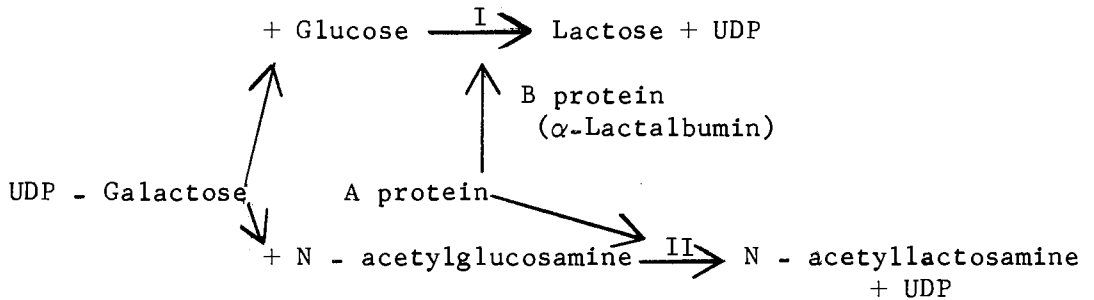 + Glucose I Lactose + UDP
B protein
(α-Lactalbumin)
UDP - Galactose A protein
+ N - acetylglucosamine II N - acetyllactosamine
+ UDP